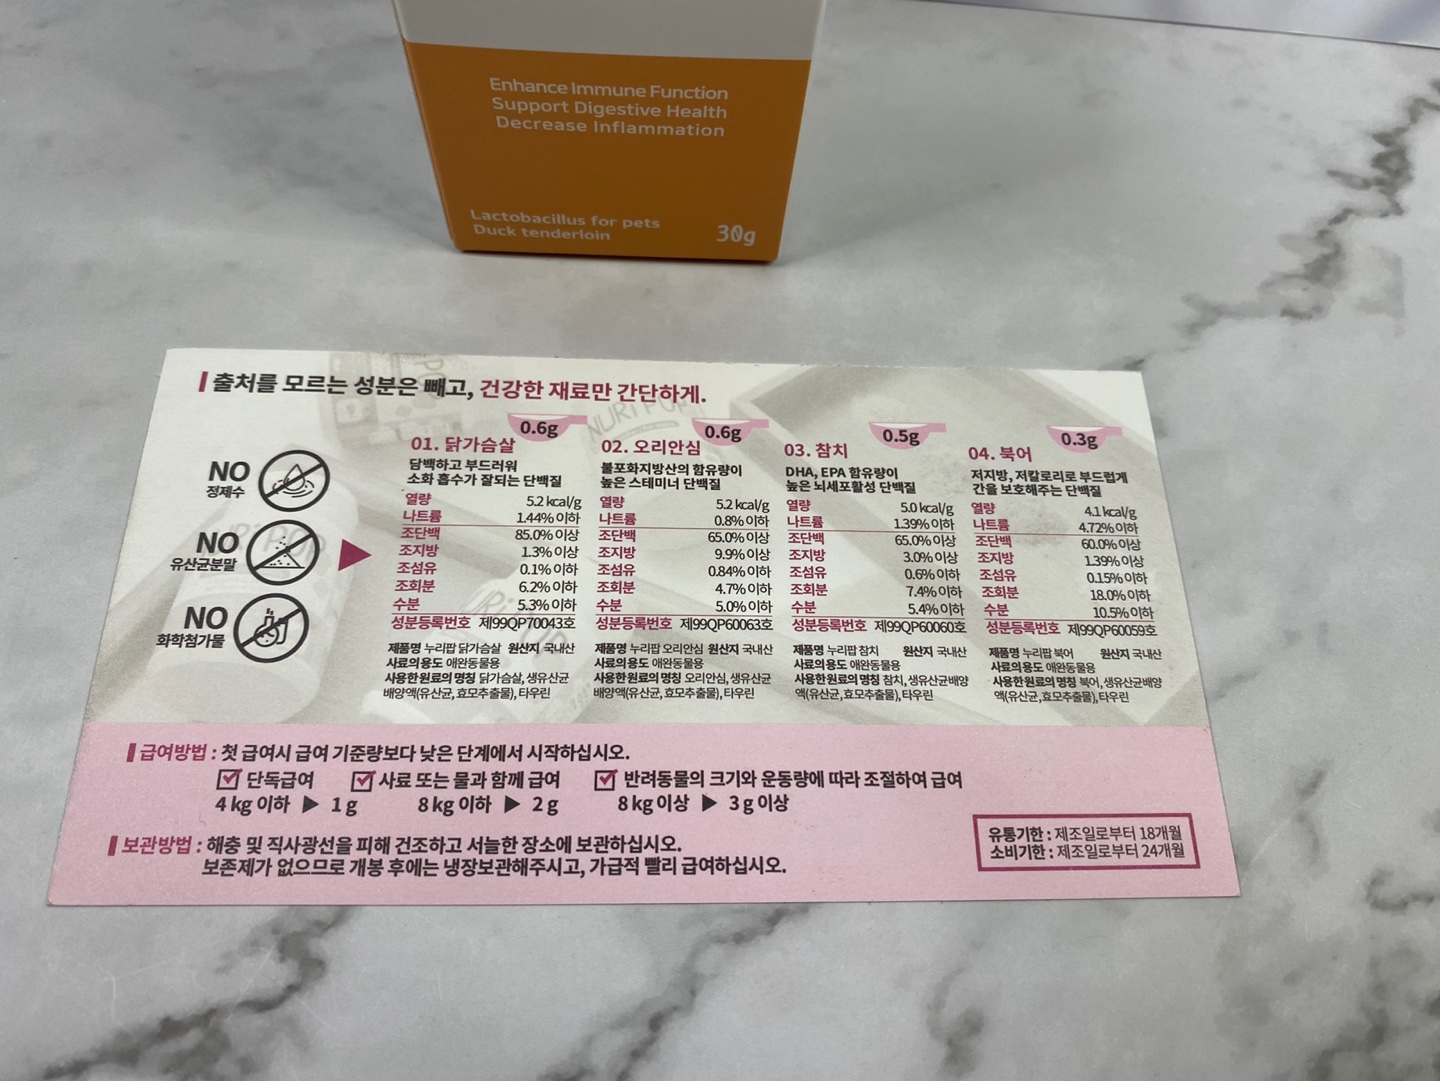 Enhance Immune Function
Support Digestive Health
Decrease Inflammation
Lactobacillus for pets
Duck tenderloin
30g
출처를 모르는 성분은 빼고, 건강한 재료만 간단하게.
NO
정제수
NO
유산균분말
NO
화학첨가물
0.6g
01. 닭가슴살
담백하고 부드러워
소화 흡수가 잘되는 단백질
열량 5.2 kcal/g
나트륨 1.44% 이하
조단백 85.0% 이상
조지방 1.3% 이상
조섬유 0.1% 이하
조회분 6.2% 이하
수분 5.3% 이하
성분등록번호 제99QP70043호
제품명 누리팝 닭가슴살 원산지 국내산
사료의 용도 애완동물용
사용한 원료의 명칭 닭가슴살, 생유산균
배양액(유산균, 효모추출물), 타우린
0.6g
02. 오리안심
불포화지방산의 함유량이
높은 스테미너 단백질
열량 5.2 kcal/g
나트륨 0.8% 이하
조단백 65.0% 이상
조지방 9.9% 이상
조섬유 0.84% 이하
조회분 4.7% 이하
수분 5.0% 이하
성분등록번호 제99QP60063호
제품명 누리팝 오리안심 원산지 국내산
사료의 용도 애완동물용
사용한 원료의 명칭 오리안심, 생유산균
배양액(유산균, 효모추출물), 타우린
0.5g
03. 참치
DHA, EPA 함유량이
높은 뇌세포활성 단백질
열량 5.0 kcal/g
나트륨 1.39% 이하
조단백 65.0% 이상
조지방 3.0% 이상
조섬유 0.6% 이하
조회분 7.4% 이하
수분 5.4% 이하
성분등록번호 제99QP60060호
제품명 누리팝 참치 원산지 국내산
사료의 용도 애완동물용
사용한 원료의 명칭 참치, 생유산균배양
액(유산균, 효모추출물), 타우린
0.3g
04. 북어
저지방, 저칼로리로 부드럽게
간을 보호해주는 단백질
열량 4.1 kcal/g
나트륨 4.72% 이하
조단백 60.0% 이상
조지방 1.39% 이상
조섬유 0.15% 이하
조회분 18.0% 이하
수분 10.5% 이하
성분등록번호 제99QP60059호
제품명 누리팝 북어 원산지 국내산
사료의 용도 애완동물용
사용한 원료의 명칭 북어, 생유산균배양
액(유산균, 효모추출물), 타우린
급여방법 : 첫 급여시 급여 기준량보다 낮은 단계에서 시작하십시오.
단독급여 사료 또는 물과 함께 급여 반려동물의 크기와 운동량에 따라 조절하여 급여
4 kg 이하 ▶ 1 g 8 kg 이하 ▶ 2 g 8 kg 이상 ▶ 3 g 이상
보관방법 : 해충 및 직사광선을 피해 건조하고 서늘한 장소에 보관하십시오.
보존제가 없으므로 개봉 후에는 냉장보관해주시고, 가급적 빨리 급여하십시오.
유통기한 : 제조일로부터 18개월
소비기한 : 제조일로부터 24개월